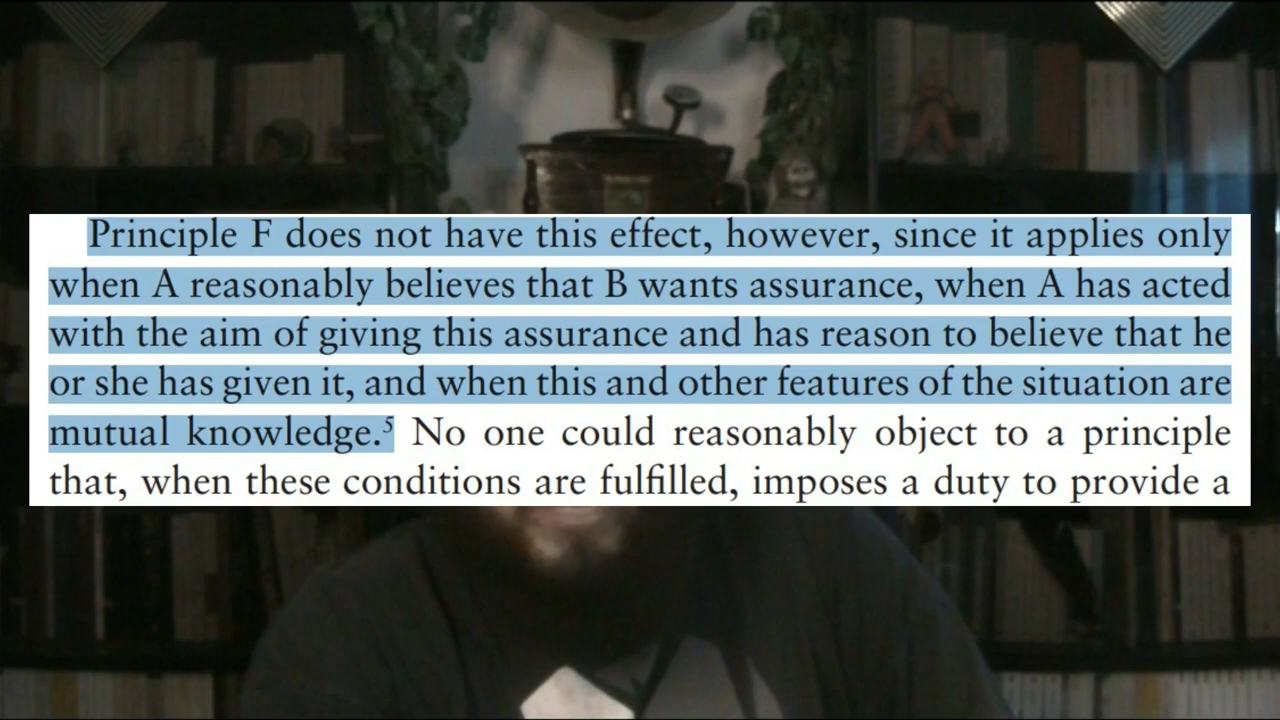 Principle F does not have this effect, however, since it applies only
when A reasonably believes that B wants assurance, when A has acted
with the aim of giving this assurance and has reason to believe that he
or she has given it, and when this and other features of the situation are
mutual knowledge.⁵ No one could reasonably object to a principle
that, when these conditions are fulfilled, imposes a duty to provide a